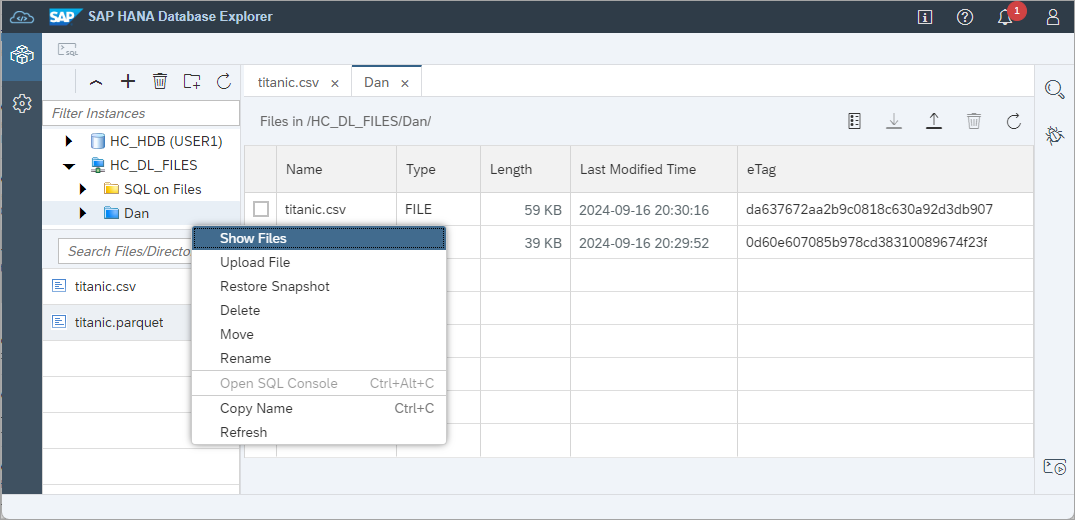 SAP SAP HANA Database Explorer
1
SQL
Filter Instances
HC_HDB (USER1)
HC_DL_FILES
SQL on Files
Dan
Search Files/Directo
titanic.csv
titanic.parquet
titanic.csv × Dan ×
Files in /HC_DL_FILES/Dan/
Name Type Length Last Modified Time eTag
titanic.csv FILE 59 KB 2024-09-16 20:30:16 da637672aa2b9c0818c630a92d3db907
39 KB 2024-09-16 20:29:52 0d60e607085b978cd38310089674f23f
Show Files
Upload File
Restore Snapshot
Delete
Move
Rename
Open SQL Console Ctrl+Alt+C
Copy Name Ctrl+C
Refresh